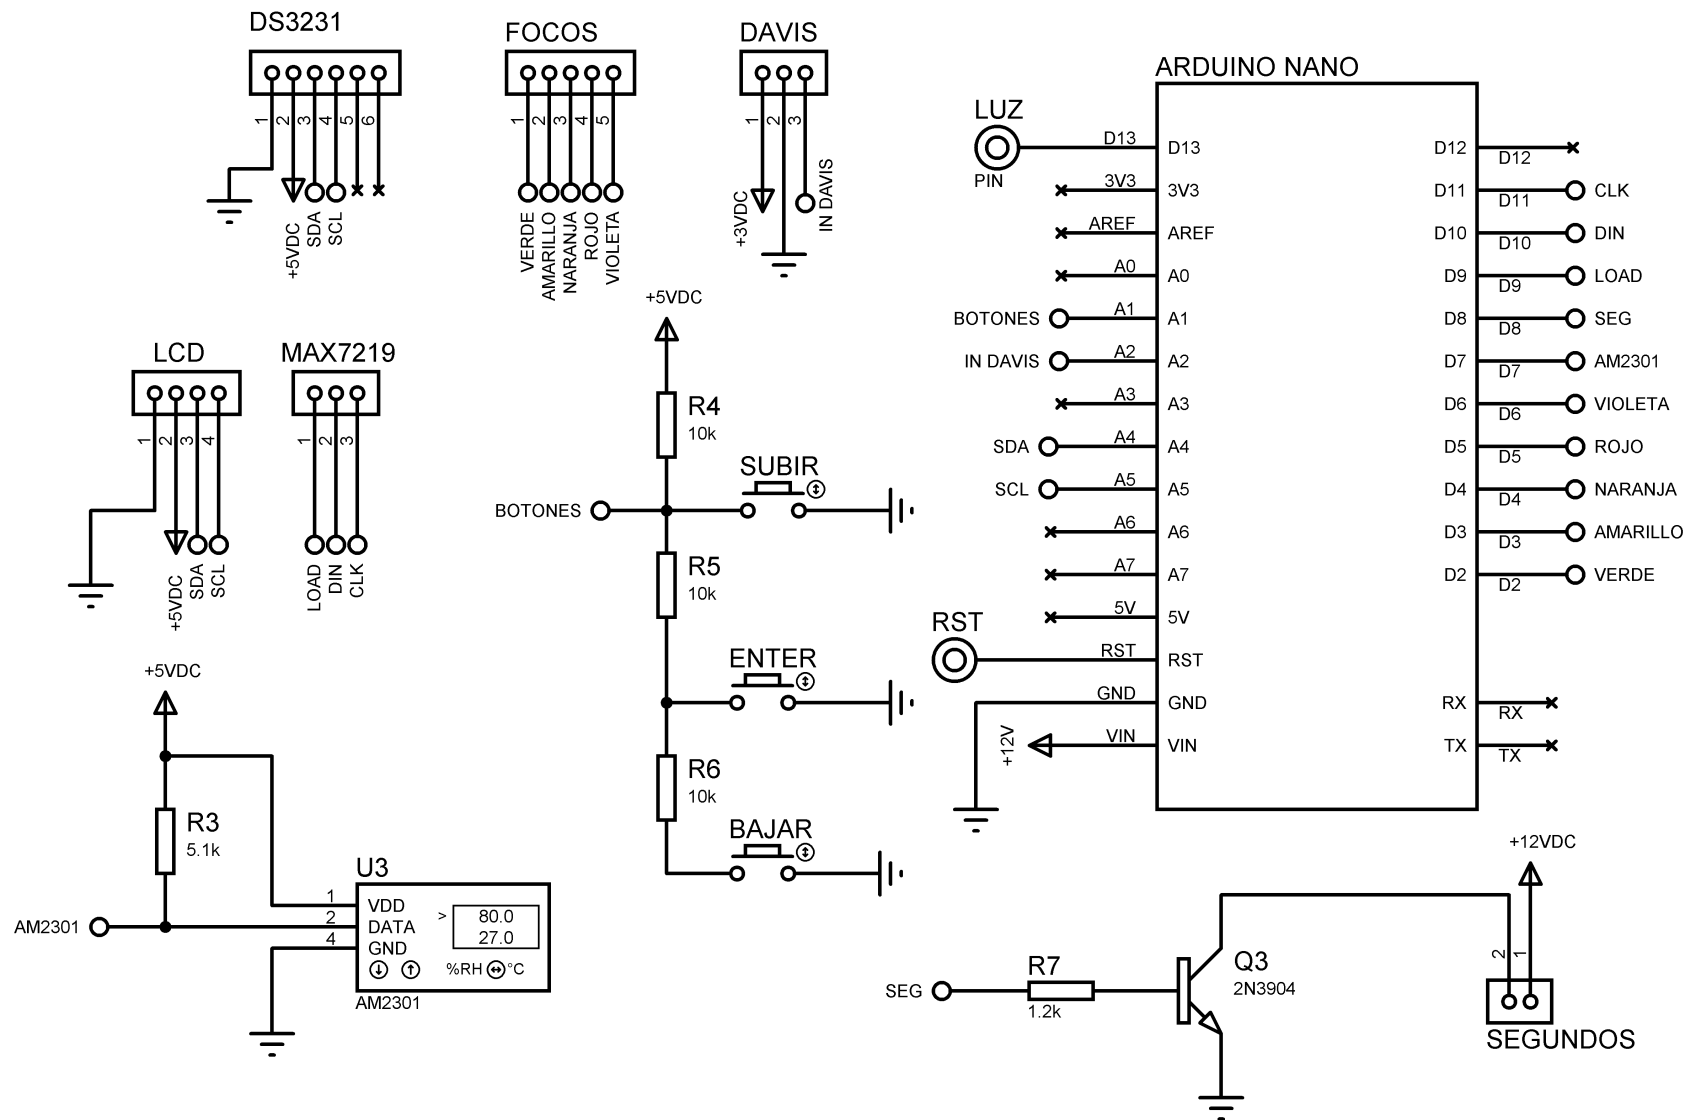 DS3231
1
2
3
4
5
6
+5VDC
SDA
SCL
FOCOS
1
2
3
4
5
VERDE
AMARILLO
NARANJA
ROJO
VIOLETA
DAVIS
1
2
3
+3VDC
IN DAVIS
LCD
1
2
3
4
+5VDC
SDA
SCL
MAX7219
1
2
3
LOAD
DIN
CLK
+5VDC
R4
10k
SUBIR
BOTONES
R5
10k
ENTER
R6
10k
BAJAR
+5VDC
R3
5.1k
AM2301
U3
1 VDD
2 DATA
4 GND
> 80.0
27.0
%RH °C
AM2301
ARDUINO NANO
LUZ
PIN
D13 D13
3V3 3V3
AREF AREF
A0 A0
BOTONES A1 A1
IN DAVIS A2 A2
A3 A3
SDA A4 A4
SCL A5 A5
A6 A6
A7 A7
5V 5V
RST
RST RST
GND GND
+12V VIN VIN
D12 D12
D11 D11 CLK
D10 D10 DIN
D9 D9 LOAD
D8 D8 SEG
D7 D7 AM2301
D6 D6 VIOLETA
D5 D5 ROJO
D4 D4 NARANJA
D3 D3 AMARILLO
D2 D2 VERDE
RX RX
TX TX
SEG
R7
1.2k
Q3
2N3904
+12VDC
2
1
SEGUNDOS